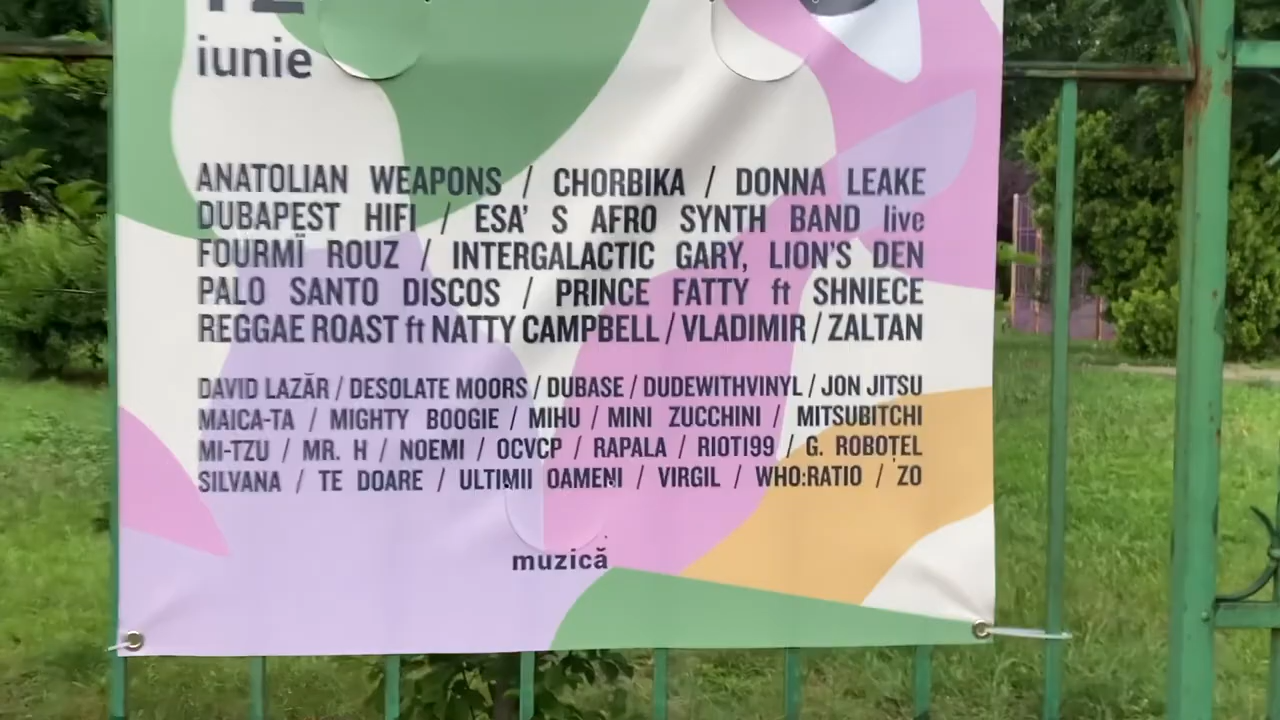 iunie
ANATOLIAN WEAPONS / CHORBIKA / DONNA LEAKE
DUBAPEST HIFI / ESA' S AFRO SYNTH BAND live
FOURMÏ ROUZ / INTERGALACTIC GARY, LION'S DEN
PALO SANTO DISCOS / PRINCE FATTY ft SHNIECE
REGGAE ROAST ft NATTY CAMPBELL / VLADIMIR / ZALTAN
DAVID LAZĂR / DESOLATE MOORS / DUBASE / DUDEWITHVINYL / JON JITSU
MAICA-TA / MIGHTY BOOGIE / MIHU / MINI ZUCCHINI / MITSUBITCHI
MI-TZU / MR. H / NOEMI / OCVCP / RAPALA / RIOT199 / G. ROBOȚEL
SILVANA / TE DOARE / ULTIMII OAMENI / VIRGIL / WHO:RATIO / ZO
muzică